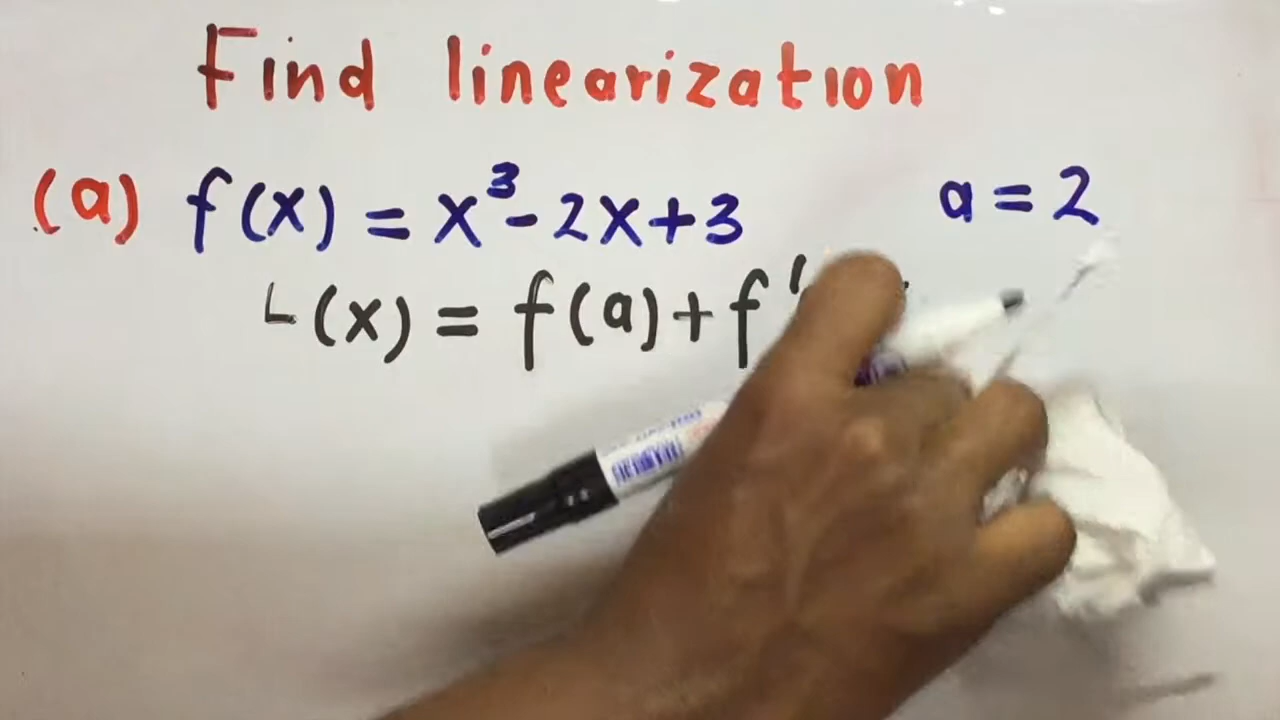 Find linearization
(a) f(x) = x³-2x+3 a = 2
L(x) = f(a)+f'